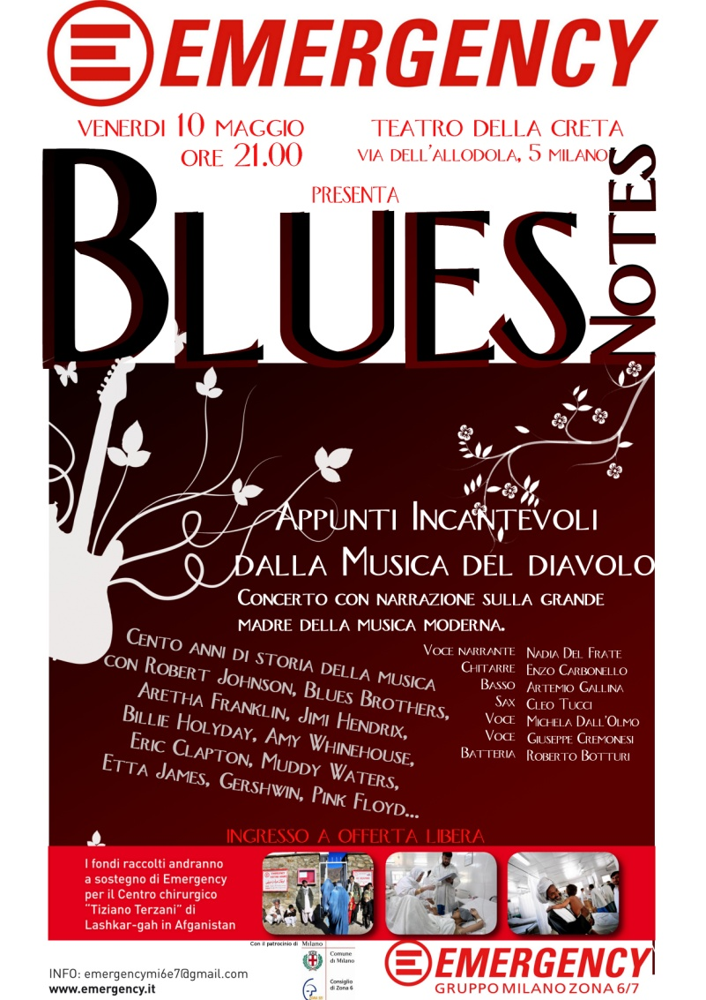 EMERGENCY
VENERDI 10 MAGGIO
ORE 21.00
TEATRO DELLA CRETA
VIA DELL'ALLODOLA, 5 MILANO
PRESENTA
BLUES
NOTES
APPUNTI INCANTEVOLI
DALLA MUSICA DEL DIAVOLO
CONCERTO CON NARRAZIONE SULLA GRANDE
MADRE DELLA MUSICA MODERNA.
CENTO ANNI DI STORIA DELLA MUSICA
CON ROBERT JOHNSON, BLUES BROTHERS,
ARETHA FRANKLIN, JIMI HENDRIX,
BILLIE HOLYDAY, AMY WHINEHOUSE,
ERIC CLAPTON, MUDDY WATERS,
ETTA JAMES, GERSHWIN, PINK FLOYD...
VOCE NARRANTE NADIA DEL FRATE
CHITARRE ENZO CARBONELLO
BASSO ARTEMIO GALLINA
SAX CLEO TUCCI
VOCE MICHELA DALL'OLMO
VOCE GIUSEPPE CREMONESI
BATTERIA ROBERTO BOTTURI
INGRESSO A OFFERTA LIBERA
I fondi raccolti andranno
a sostegno di Emergency
per il Centro chirurgico
"Tiziano Terzani" di
Lashkar-gah in Afganistan
Con il patrocinio di
Milano
Comune
di Milano
Consiglio
di Zona 6
INFO: emergencymi6e7@gmail.com
www.emergency.it
EMERGENCY
GRUPPO MILANO ZONA 6/7